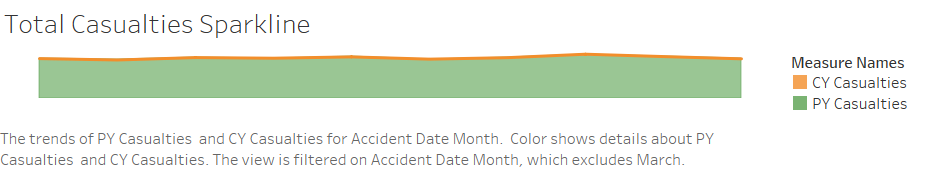 Total Casualties Sparkline
Measure Names
CY Casualties
PY Casualties
The trends of PY Casualties  and CY Casualties for Accident Date Month.  Color shows details about PY
Casualties  and CY Casualties. The view is filtered on Accident Date Month, which excludes March.